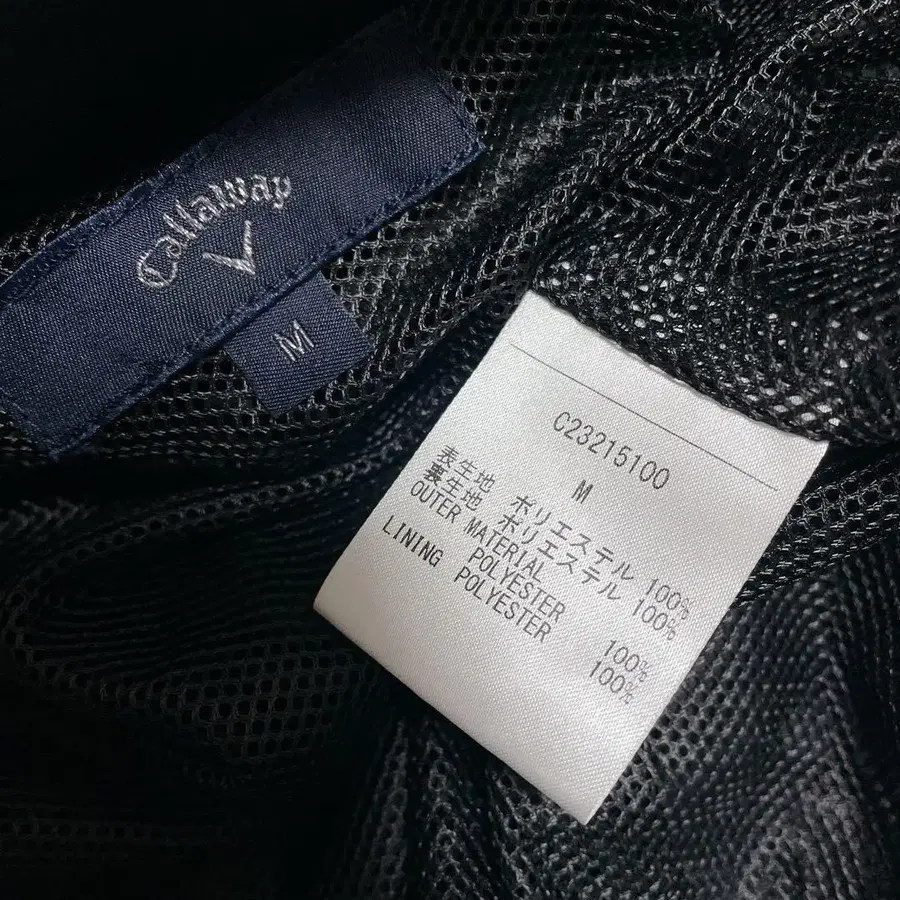 Callaway
M
C23215100
M
表生地 ポリエステル 100%
裏生地 ポリエステル 100%
OUTER MATERIAL
POLYESTER 100%
LINING POLYESTER 100%